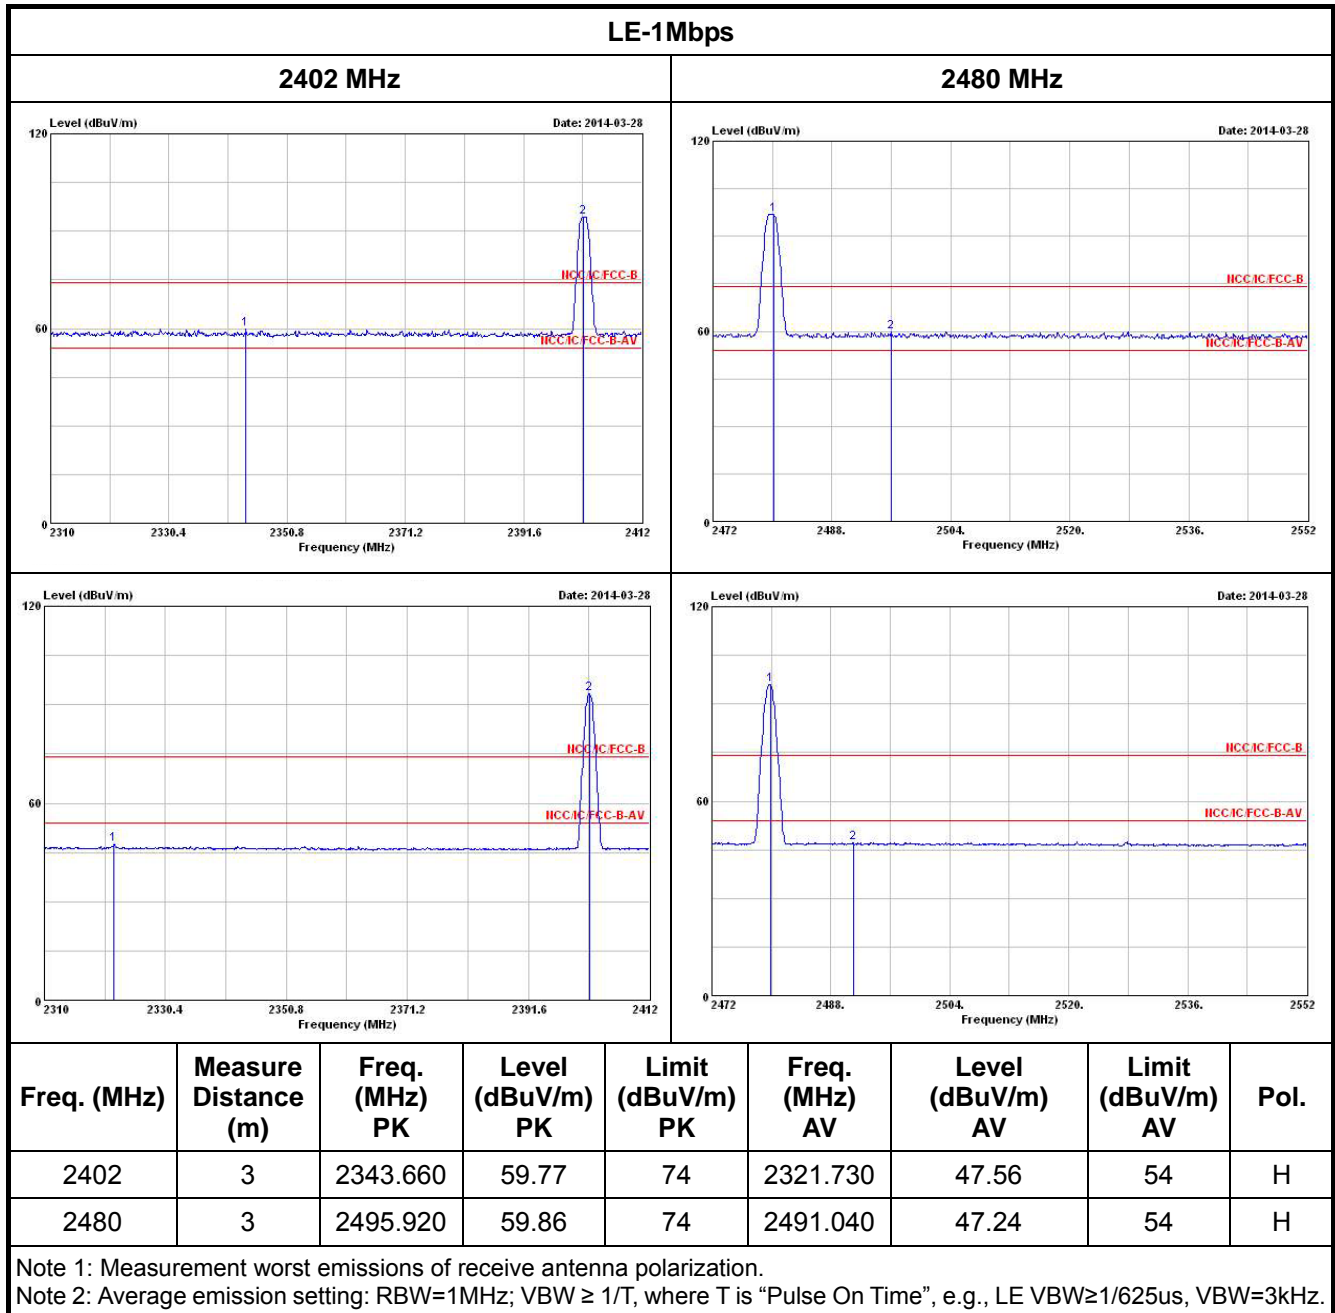 LE-1Mbps
2402 MHz
2480 MHz
Level (dBuV/m)
Date: 2014-03-28
120
2
NCC/IC/FCC-B
1
60
NCC/IC/FCC-B-AV
0
2310 2330.4 2350.8 2371.2 2391.6 2412
Frequency (MHz)
Level (dBuV/m)
Date: 2014-03-28
120
1
NCC/IC/FCC-B
2
60
NCC/IC/FCC-B-AV
0
2472 2488. 2504. 2520. 2536. 2552
Frequency (MHz)
Level (dBuV/m)
Date: 2014-03-28
120
2
NCC/IC/FCC-B
60
NCC/IC/FCC-B-AV
1
0
2310 2330.4 2350.8 2371.2 2391.6 2412
Frequency (MHz)
Level (dBuV/m)
Date: 2014-03-28
120
1
NCC/IC/FCC-B
60
NCC/IC/FCC-B-AV
2
0
2472 2488. 2504. 2520. 2536. 2552
Frequency (MHz)
Freq. (MHz) | Measure Distance (m) | Freq. (MHz) PK | Level (dBuV/m) PK | Limit (dBuV/m) PK | Freq. (MHz) AV | Level (dBuV/m) AV | Limit (dBuV/m) AV | Pol.
2402 | 3 | 2343.660 | 59.77 | 74 | 2321.730 | 47.56 | 54 | H
2480 | 3 | 2495.920 | 59.86 | 74 | 2491.040 | 47.24 | 54 | H
Note 1: Measurement worst emissions of receive antenna polarization.
Note 2: Average emission setting: RBW=1MHz; VBW ≥ 1/T, where T is “Pulse On Time”, e.g., LE VBW≥1/625us, VBW=3kHz.